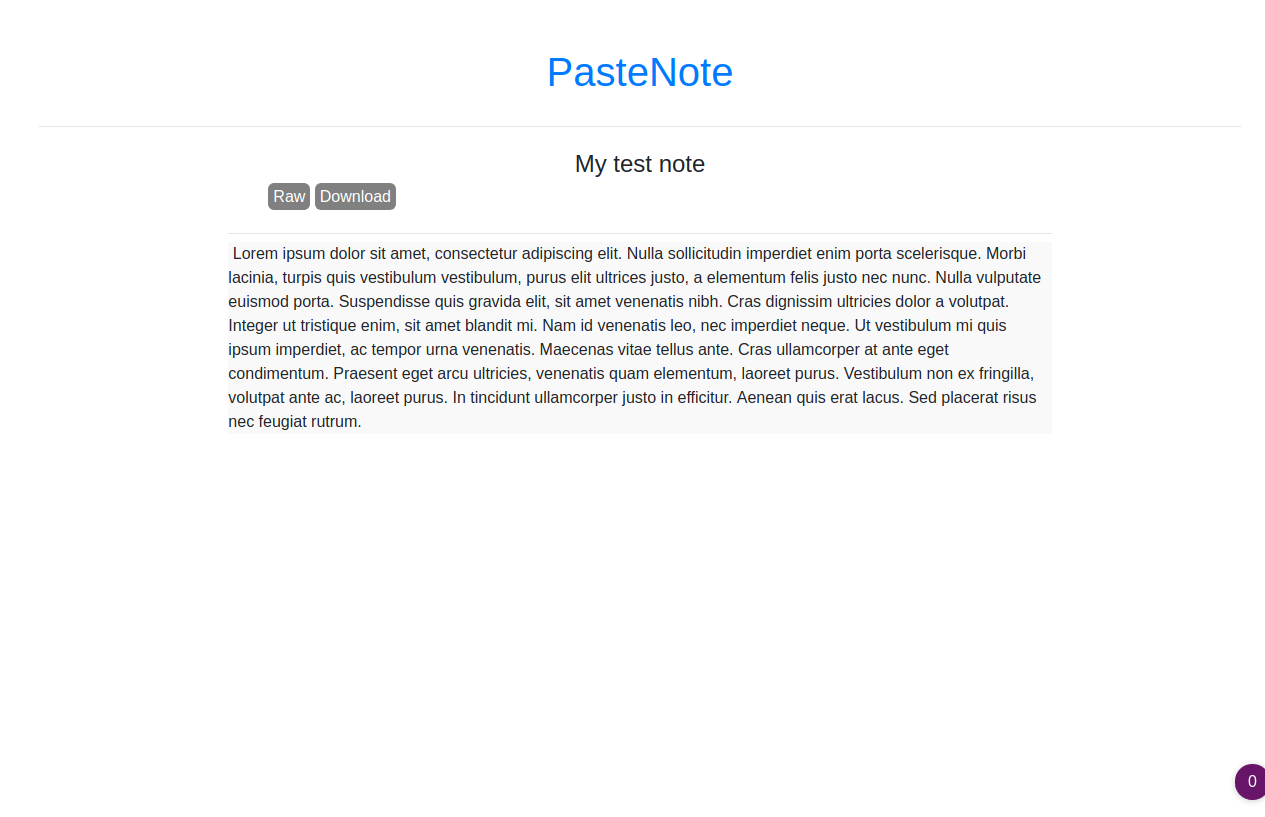 PasteNote
My test note
Raw Download
Lorem ipsum dolor sit amet, consectetur adipiscing elit. Nulla sollicitudin imperdiet enim porta scelerisque. Morbi
lacinia, turpis quis vestibulum vestibulum, purus elit ultrices justo, a elementum felis justo nec nunc. Nulla vulputate
euismod porta. Suspendisse quis gravida elit, sit amet venenatis nibh. Cras dignissim ultricies dolor a volutpat.
Integer ut tristique enim, sit amet blandit mi. Nam id venenatis leo, nec imperdiet neque. Ut vestibulum mi quis
ipsum imperdiet, ac tempor urna venenatis. Maecenas vitae tellus ante. Cras ullamcorper at ante eget
condimentum. Praesent eget arcu ultricies, venenatis quam elementum, laoreet purus. Vestibulum non ex fringilla,
volutpat ante ac, laoreet purus. In tincidunt ullamcorper justo in efficitur. Aenean quis erat lacus. Sed placerat risus
nec feugiat rutrum.
0